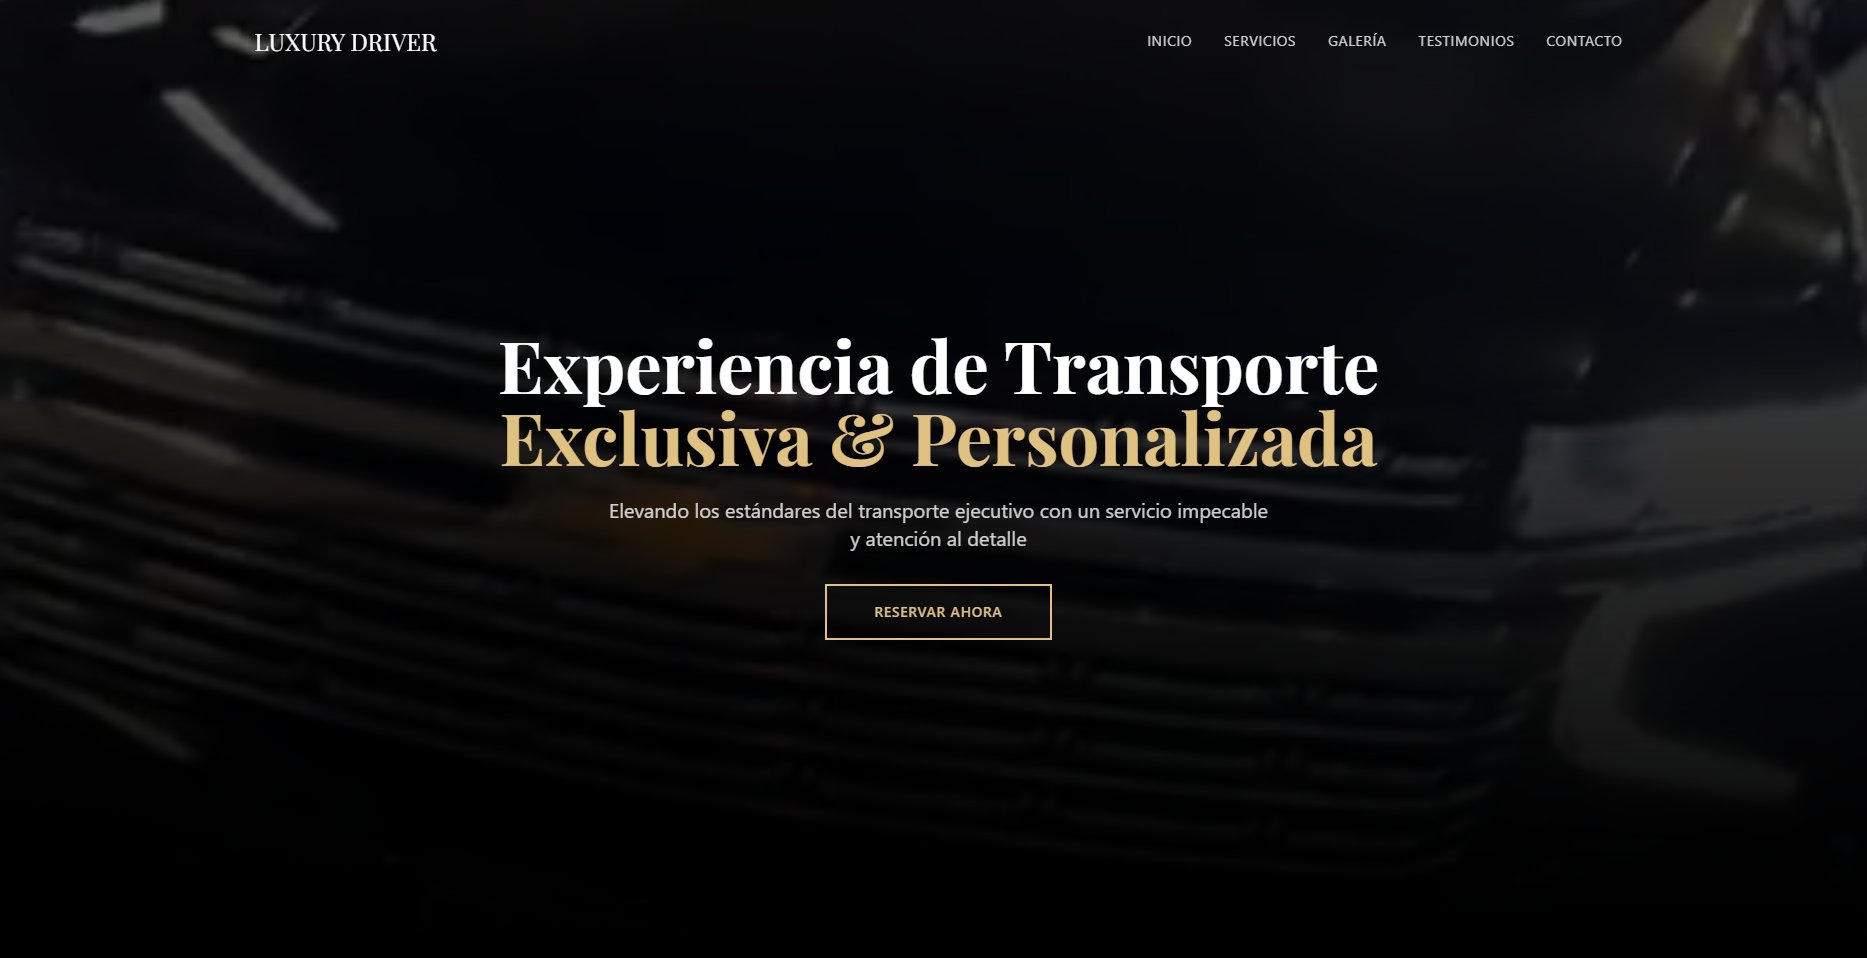 LUXURY DRIVER
INICIO SERVICIOS GALERÍA TESTIMONIOS CONTACTO
Experiencia de Transporte
Exclusiva & Personalizada
Elevando los estándares del transporte ejecutivo con un servicio impecable
y atención al detalle
RESERVAR AHORA